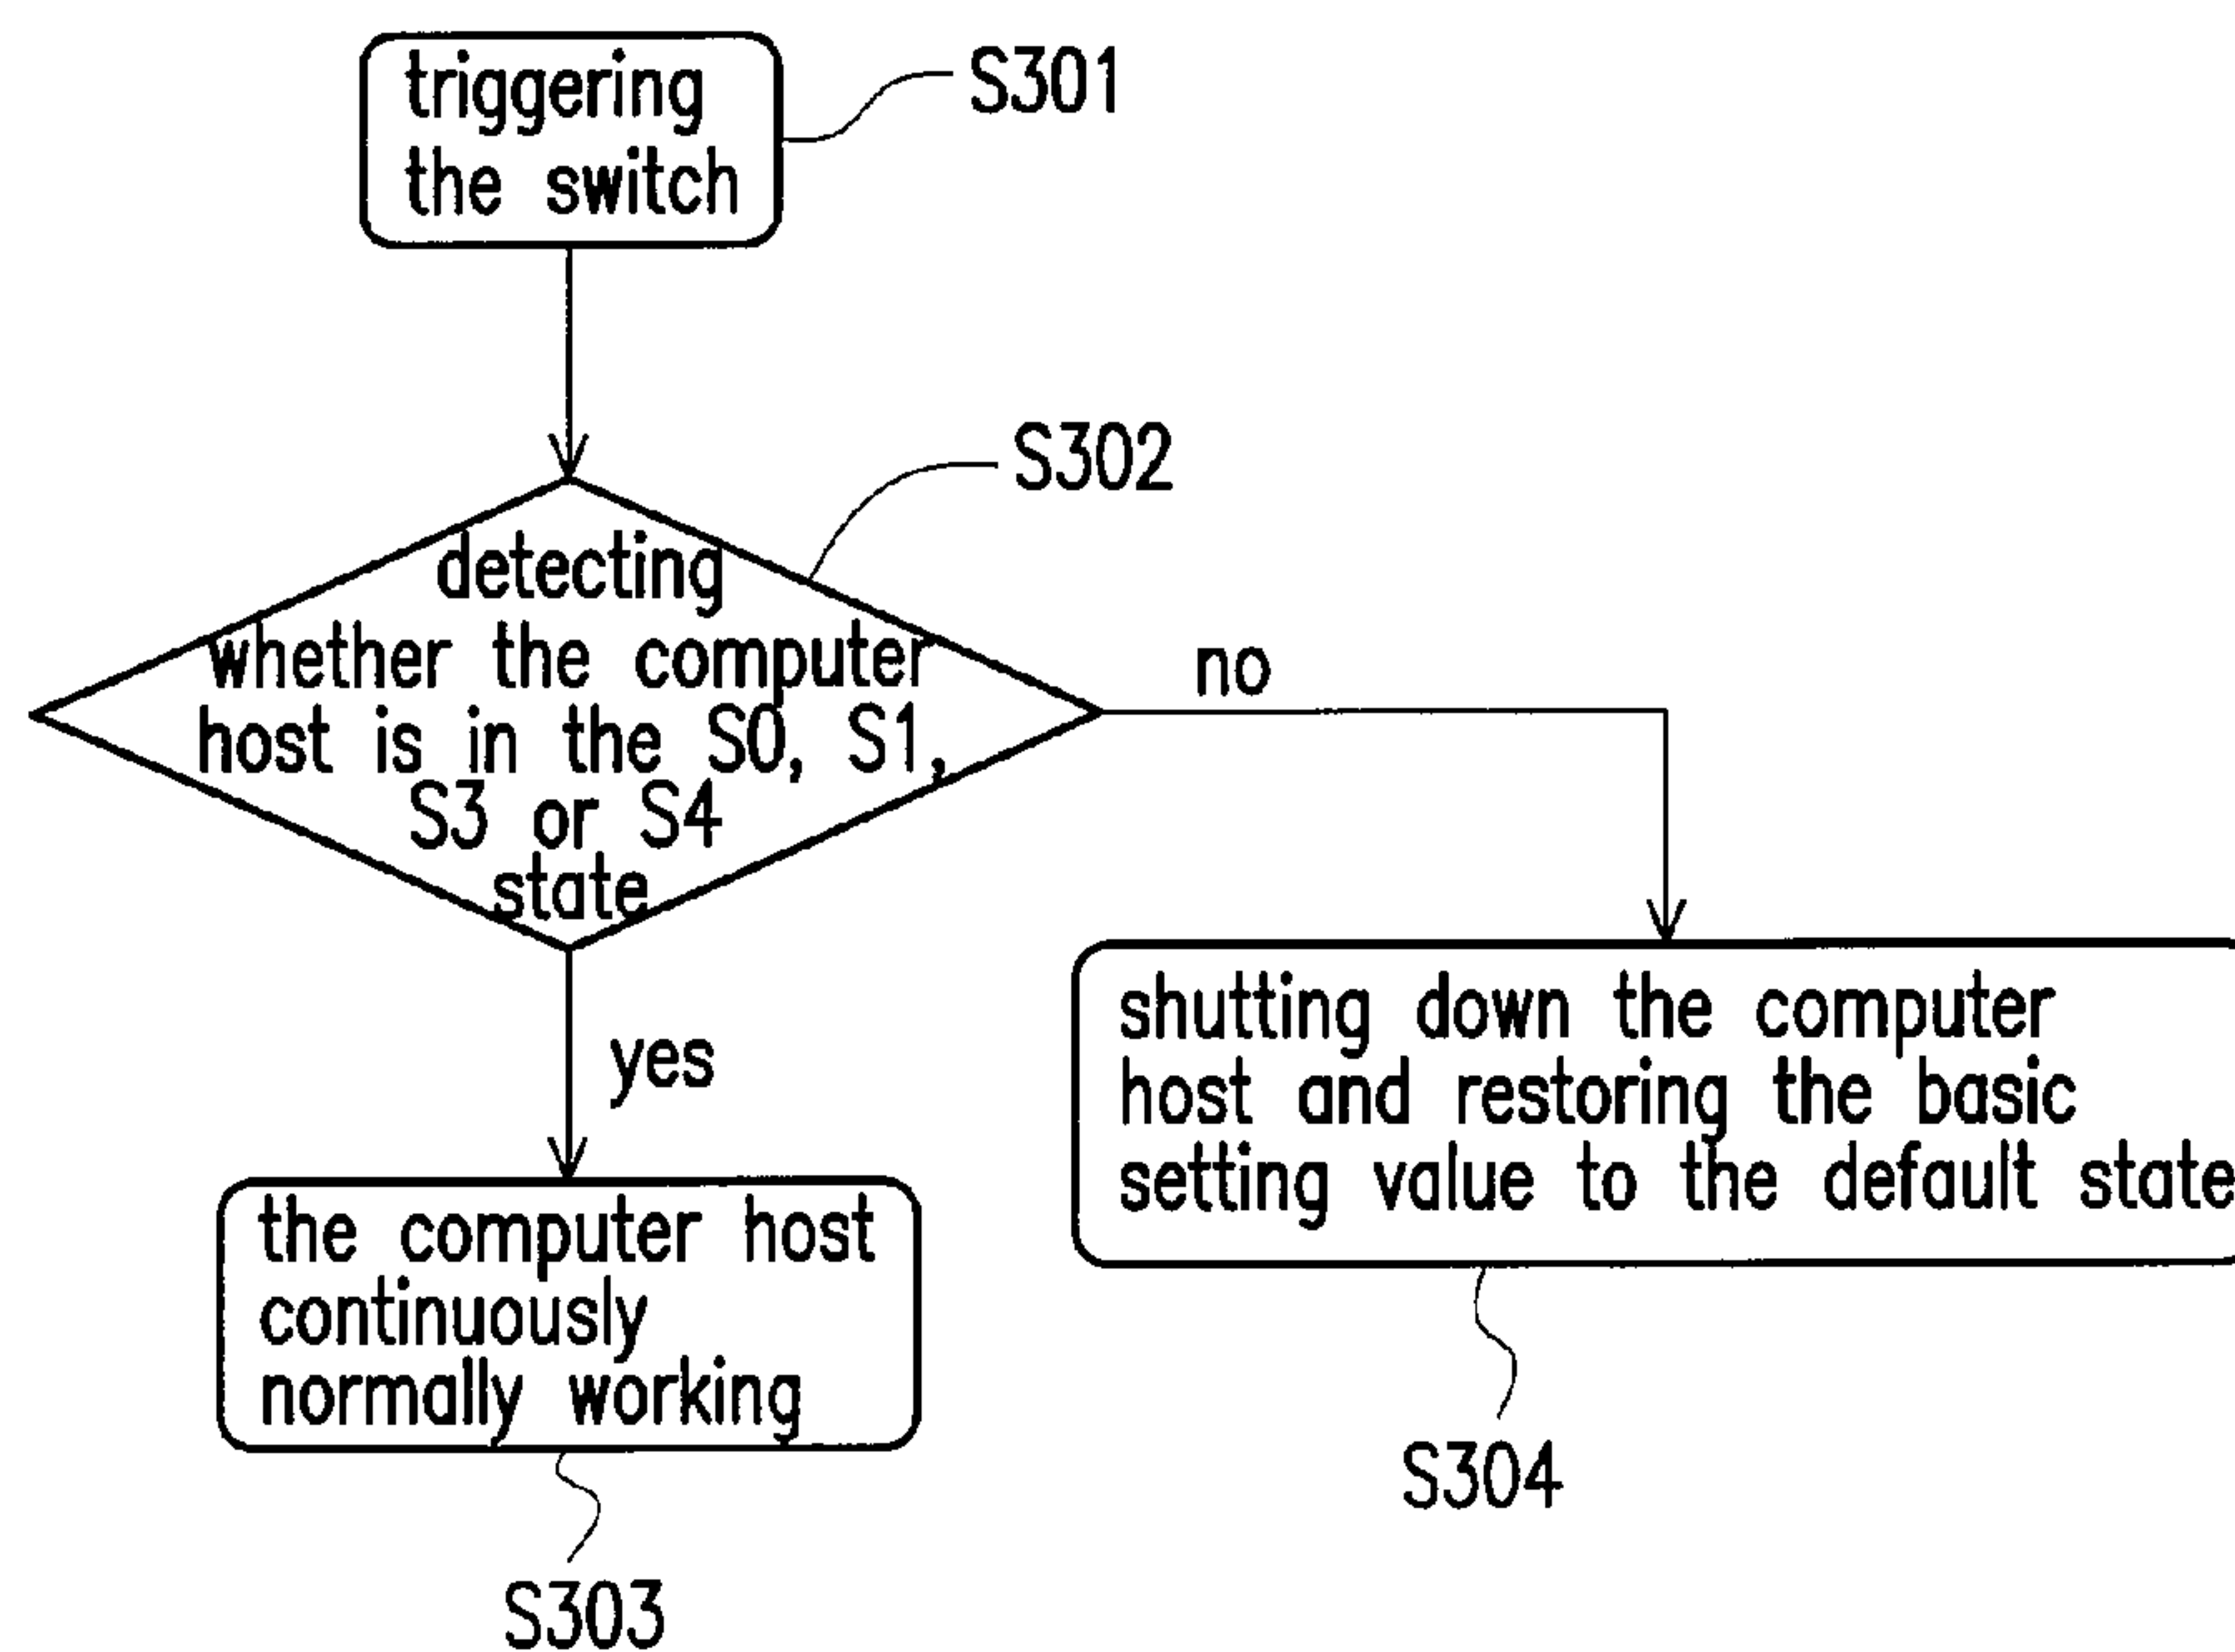 triggering
the switch
S301
S302
detecting
whether the computer
host is in the S0, S1,
S3 or S4
state
no
yes
shutting down the computer
host and restoring the basic
setting value to the default state
the computer host
continuously
normally working
S304
S303